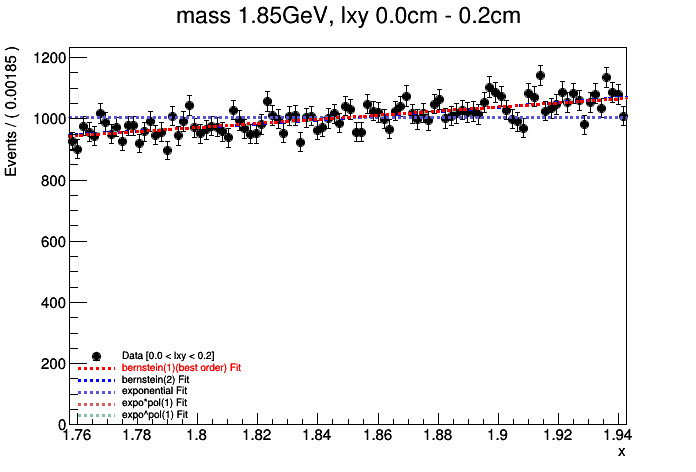 mass 1.85GeV, lxy 0.0cm - 0.2cm
Events / ( 0.00185 )
1200
1000
800
600
400
200
0
Data [0.0 < lxy < 0.2]
bernstein(1)(best order) Fit
bernstein(2) Fit
exponential Fit
expo*pol(1) Fit
expo^pol(1) Fit
1.76 1.78 1.8 1.82 1.84 1.86 1.88 1.9 1.92 1.94
x